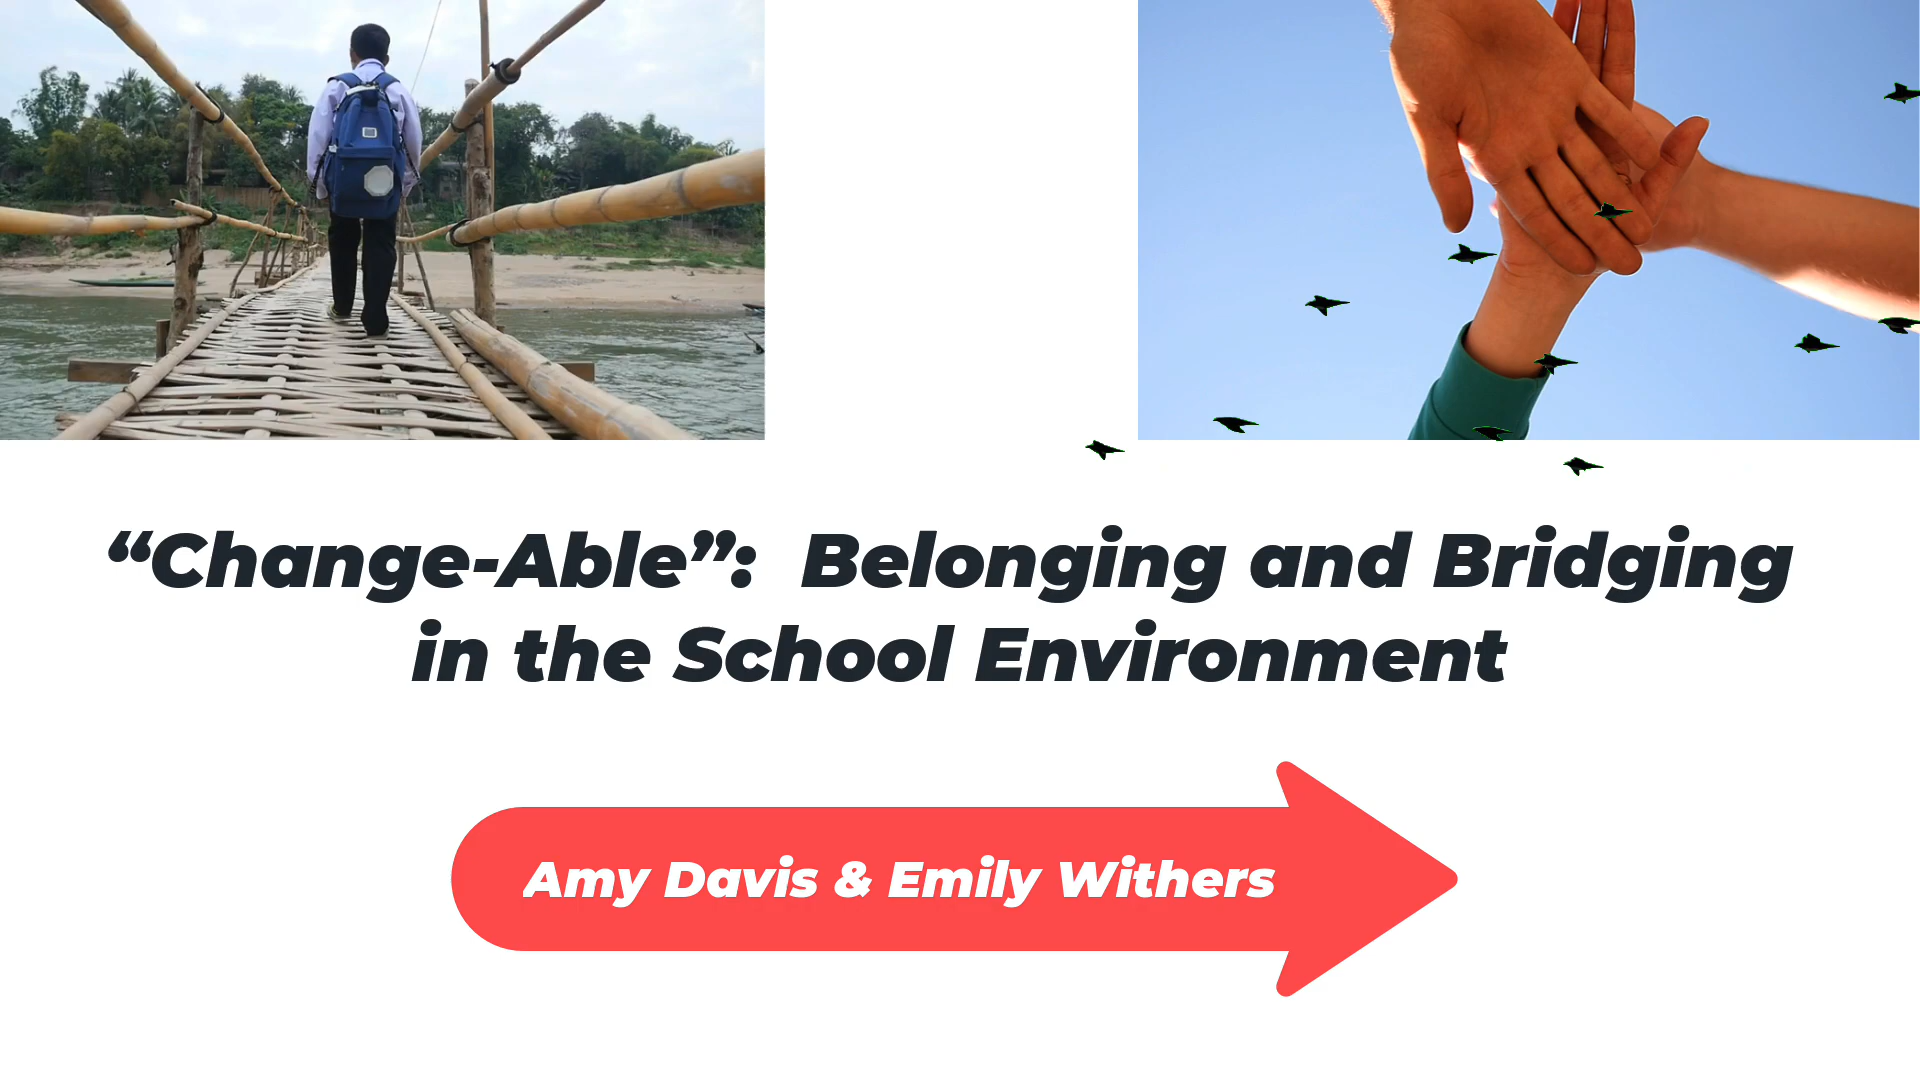 “Change-Able”:  Belonging and Bridging
in the School Environment
Amy Davis & Emily Withers